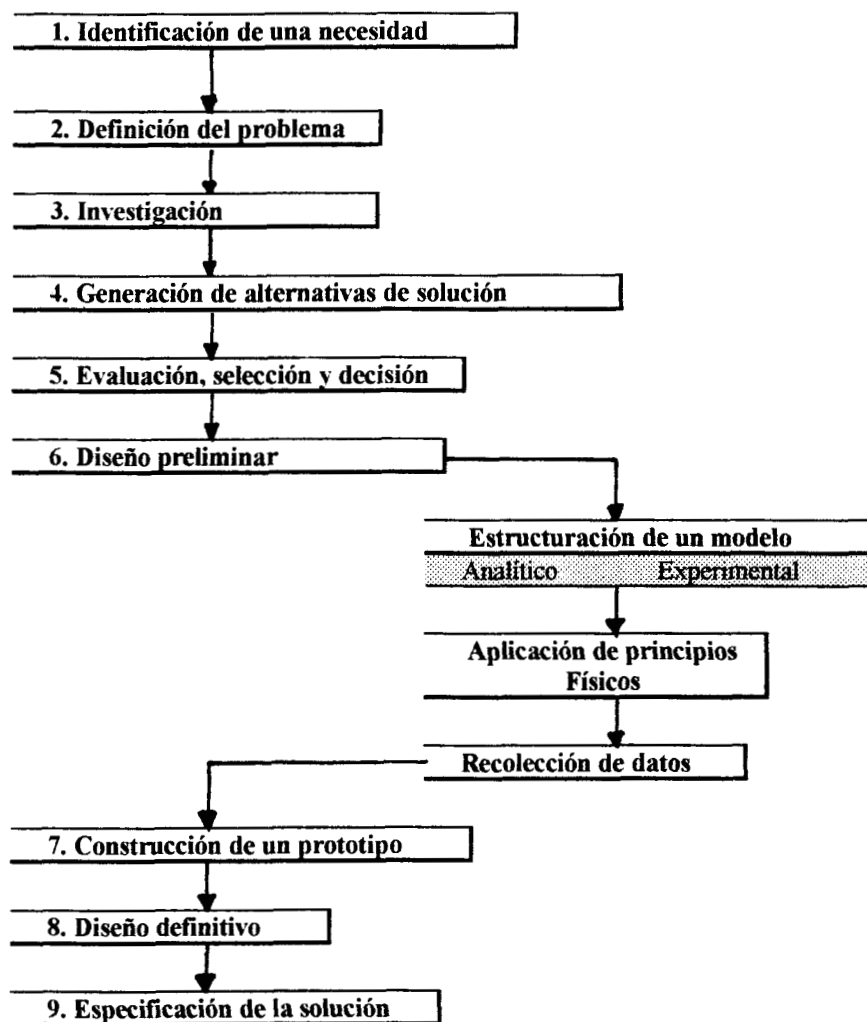 1. Identificación de una necesidad
2. Definición del problema
3. Investigación
4. Generación de alternativas de solución
5. Evaluación, selección y decisión
6. Diseño preliminar
Estructuración de un modelo
Analítico Experimental
Aplicación de principios
Físicos
Recolección de datos
7. Construcción de un prototipo
8. Diseño definitivo
9. Especificación de la solución